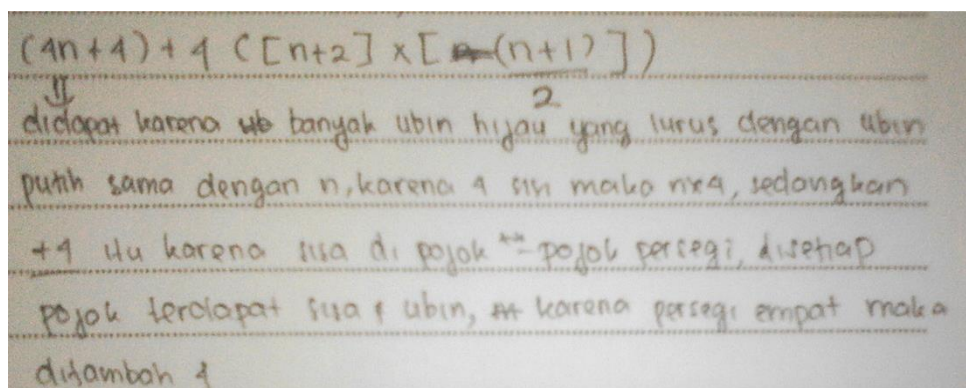 (4n+4)+4 ([n+2] × [(n+1)/2])
⇓
didapat karena banyak ubin hijau yang lurus dengan ubin
putih sama dengan n, karena 4 sisi maka n×4, sedangkan
+4 itu karena sisa di pojok - pojok persegi, disetiap
pojok terdapat sisa 1 ubin, karena persegi empat maka
ditambah 4